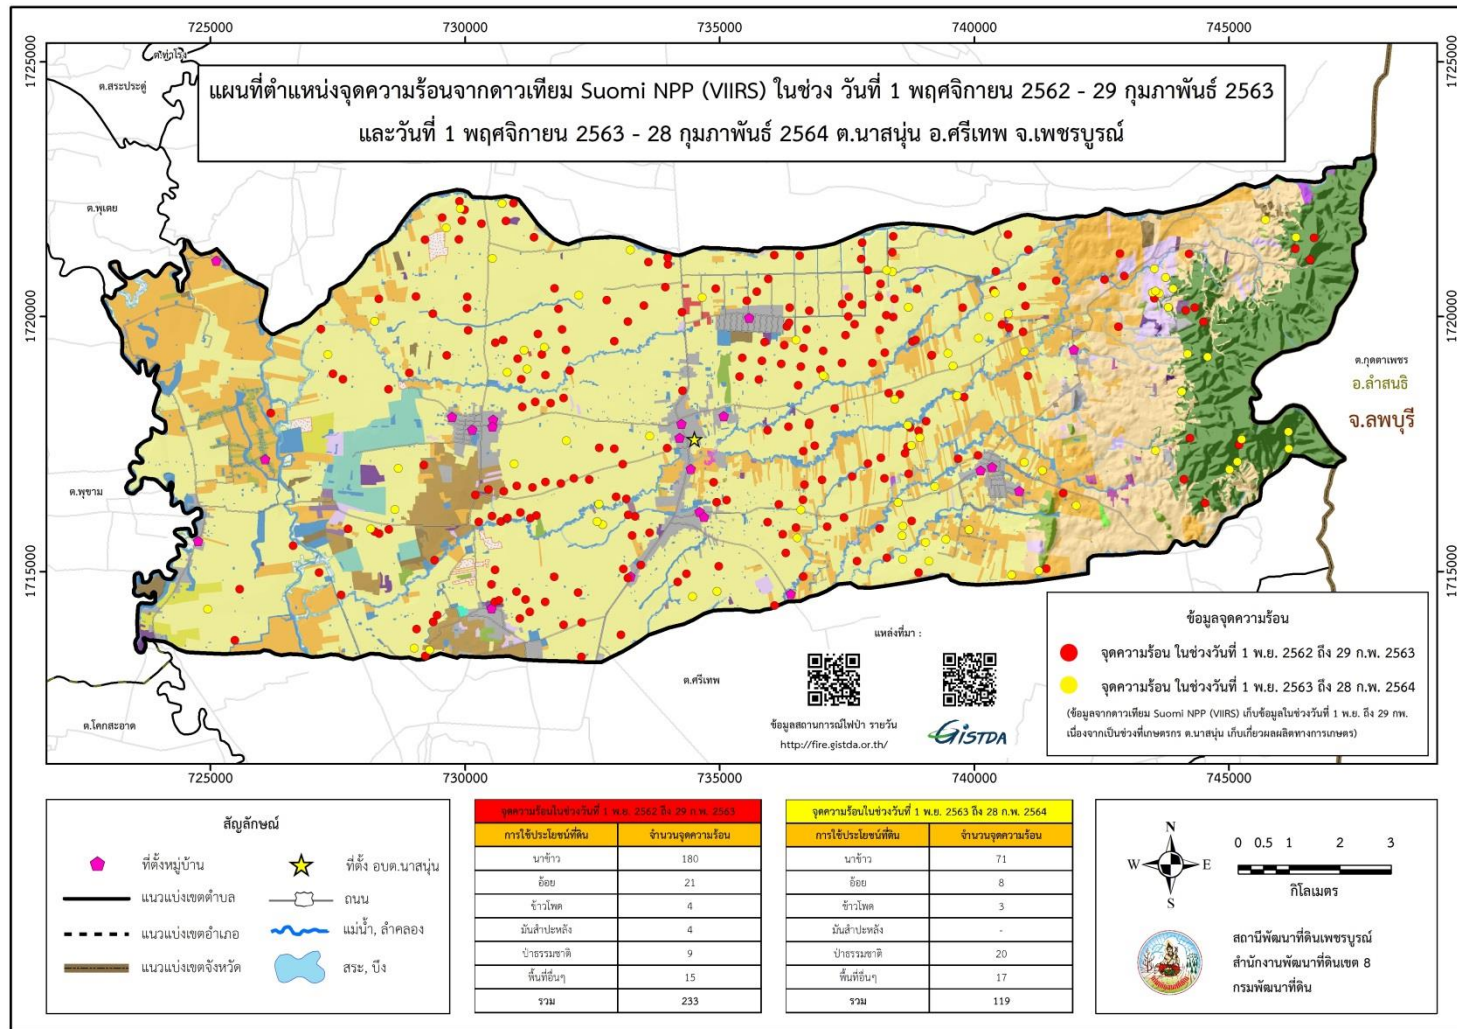 725000 730000 735000 740000 745000
1725000 1725000
ต.ท่าโรง
ต.สระประดู่
แผนที่ตำแหน่งจุดความร้อนจากดาวเทียม Suomi NPP (VIIRS) ในช่วง วันที่ 1 พฤศจิกายน 2562 - 29 กุมภาพันธ์ 2563
และวันที่ 1 พฤศจิกายน 2563 - 28 กุมภาพันธ์ 2564 ต.นาสนุ่น อ.ศรีเทพ จ.เพชรบูรณ์
ต.พุเตย
1720000 1720000
ต.กุดตาเพชร
อ.ลำสนธิ
จ.ลพบุรี
ต.พุขาม
1715000 1715000
ต.โคกสะอาด
ต.ศรีเทพ
แหล่งที่มา :
ข้อมูลสถานการณ์ไฟป่า รายวัน
http://fire.gistda.or.th/
GISTDA
ข้อมูลจุดความร้อน
จุดความร้อน ในช่วงวันที่ 1 พ.ย. 2562 ถึง 29 ก.พ. 2563
จุดความร้อน ในช่วงวันที่ 1 พ.ย. 2563 ถึง 28 ก.พ. 2564
(ข้อมูลจากดาวเทียม Suomi NPP (VIIRS) เก็บข้อมูลในช่วงวันที่ 1 พ.ย. ถึง 29 กพ.
เนื่องจากเป็นช่วงที่เกษตรกร ต.นาสนุ่น เก็บเกี่ยวผลผลิตทางการเกษตร)
725000 730000 735000 740000 745000
สัญลักษณ์
ที่ตั้งหมู่บ้าน ที่ตั้ง อบต.นาสนุ่น
แนวแบ่งเขตตำบล ถนน
แนวแบ่งเขตอำเภอ แม่น้ำ, ลำคลอง
แนวแบ่งเขตจังหวัด สระ, บึง
จุดความร้อนในช่วงวันที่ 1 พ.ย. 2562 ถึง 29 ก.พ. 2563
การใช้ประโยชน์ที่ดิน จำนวนจุดความร้อน
นาข้าว 180
อ้อย 21
ข้าวโพด 4
มันสำปะหลัง 4
ป่าธรรมชาติ 9
พื้นที่อื่นๆ 15
รวม 233
จุดความร้อนในช่วงวันที่ 1 พ.ย. 2563 ถึง 28 ก.พ. 2564
การใช้ประโยชน์ที่ดิน จำนวนจุดความร้อน
นาข้าว 71
อ้อย 8
ข้าวโพด 3
มันสำปะหลัง -
ป่าธรรมชาติ 20
พื้นที่อื่นๆ 17
รวม 119
N
W E
S
0 0.5 1 2 3
กิโลเมตร
สถานีพัฒนาที่ดินเพชรบูรณ์
สำนักงานพัฒนาที่ดินเขต 8
กรมพัฒนาที่ดิน